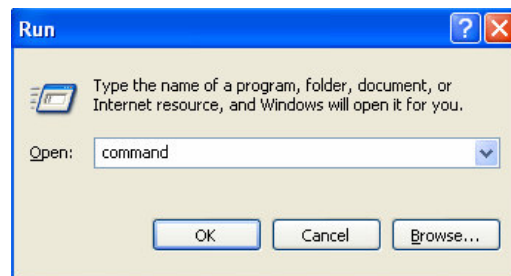 Run
Type the name of a program, folder, document, or
Internet resource, and Windows will open it for you.
Open: command
OK Cancel Browse...